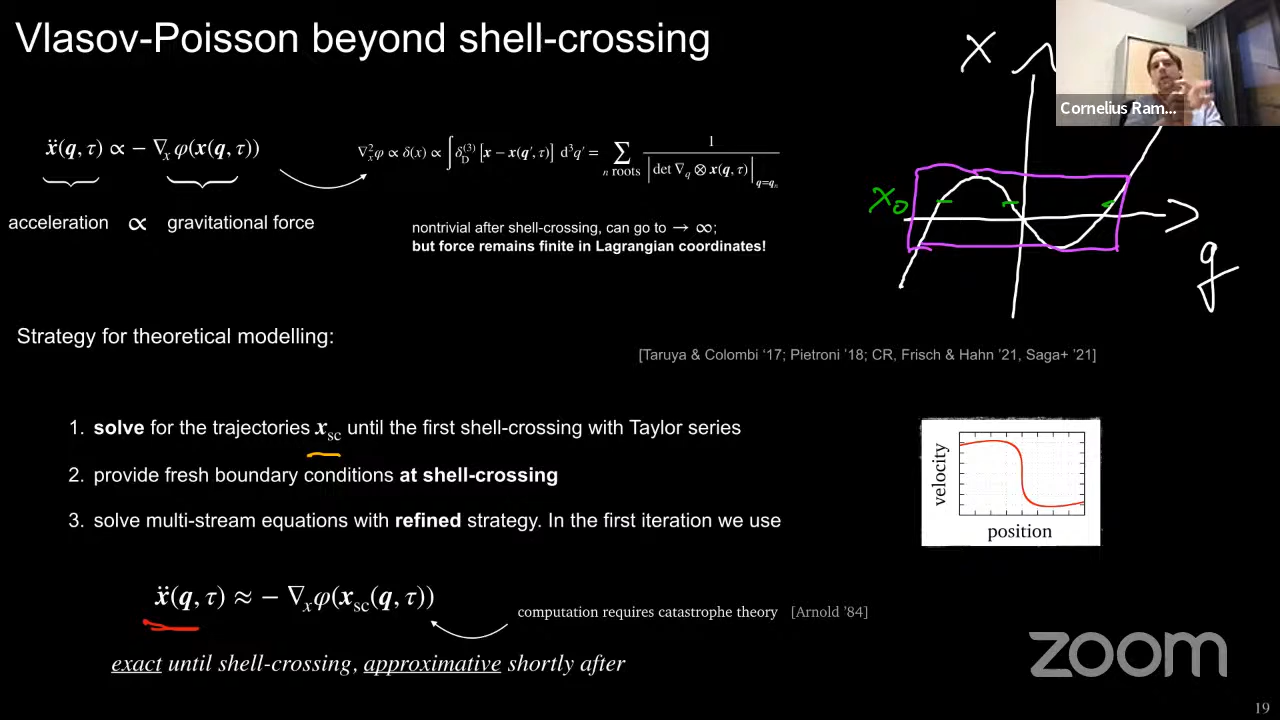 Vlasov-Poisson beyond shell-crossing
x
Cornelius Ram...
ẍ(q, τ) ∝ − ∇ₓφ(x(q, τ))
∇ₓ²φ ∝ δ(x) ∝ ∫ δ_D^(3) [x − x(q′, τ)] d³q′ = ∑_{n roots} 1 / |det ∇_q ⊗ x(q, τ)|_{q=qₙ}
x₀
acceleration ∝ gravitational force
nontrivial after shell-crossing, can go to → ∞;
but force remains finite in Lagrangian coordinates!
q
Strategy for theoretical modelling:
[Taruya & Colombi ‘17; Pietroni ’18; CR, Frisch & Hahn ’21, Saga+ ’21]
1. solve for the trajectories x_sc until the first shell-crossing with Taylor series
2. provide fresh boundary conditions at shell-crossing
3. solve multi-stream equations with refined strategy. In the first iteration we use
velocity
position
ẍ(q, τ) ≈ − ∇ₓφ(x_sc(q, τ))
computation requires catastrophe theory [Arnold ’84]
exact until shell-crossing, approximative shortly after
zoom
19